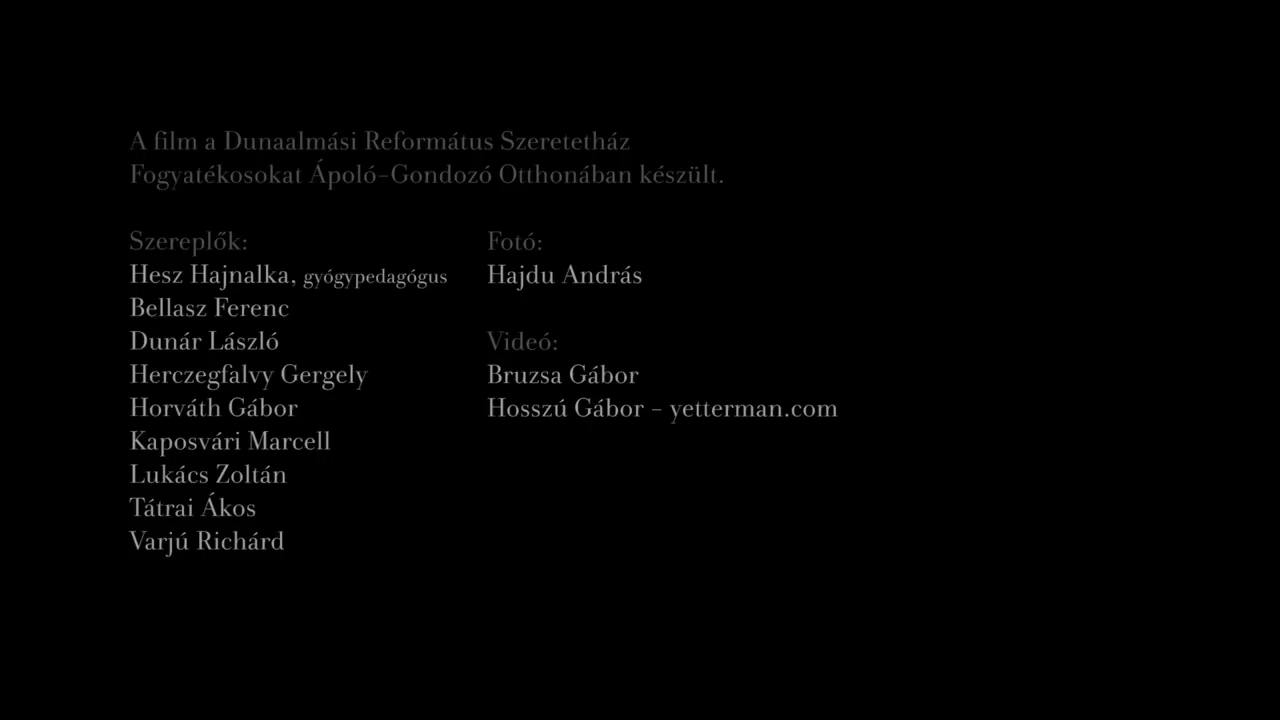 A film a Dunaalmási Református Szeretetház
Fogyatékosokat Ápoló-Gondozó Otthonában készült.
Szereplők:
Hesz Hajnalka, gyógypedagógus
Bellasz Ferenc
Dunár László
Herczegfalvy Gergely
Horváth Gábor
Kaposvári Marcell
Lukács Zoltán
Tátrai Ákos
Varjú Richárd
Fotó:
Hajdu András
Videó:
Bruzsa Gábor
Hosszú Gábor – yetterman.com